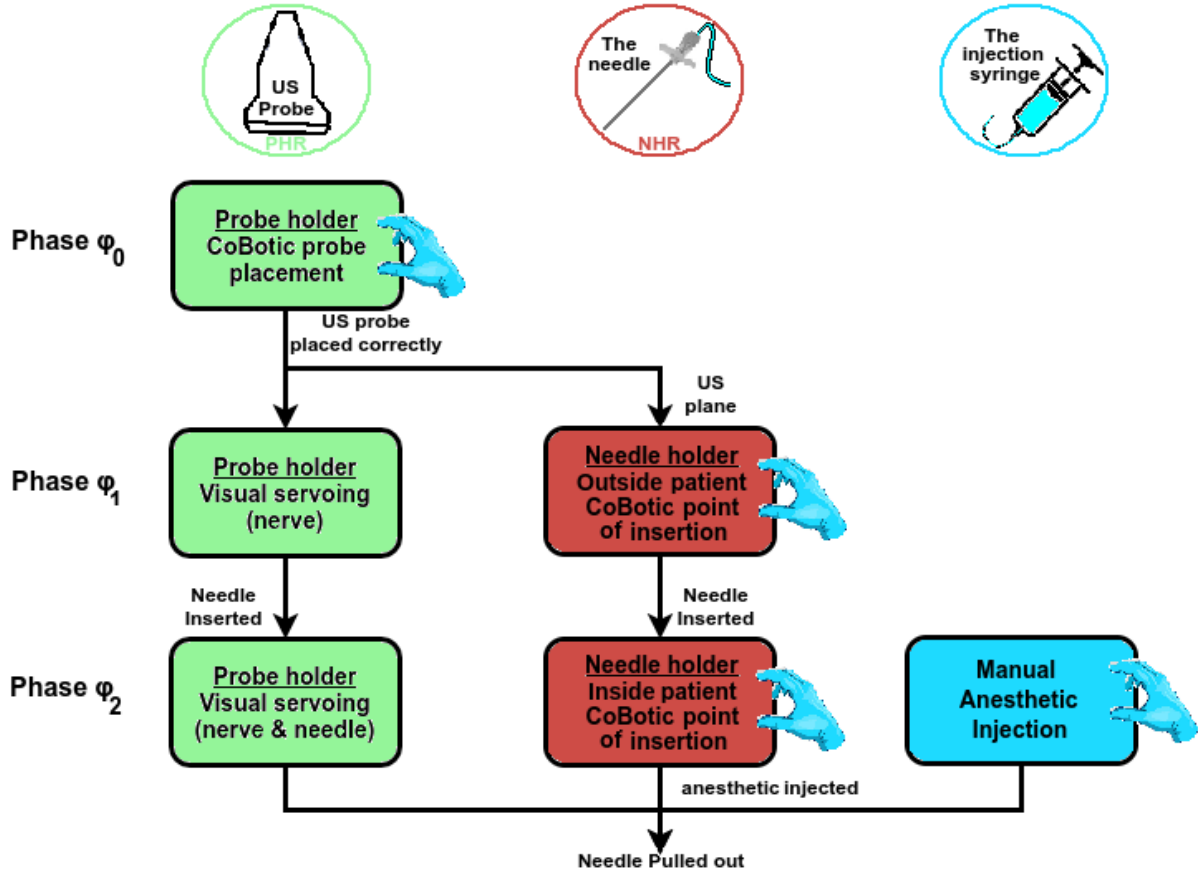 US
Probe
PHR
The
needle
NHR
The
injection
syringe
Phase φ0
Probe holder
CoBotic probe
placement
US probe
placed correctly
US
plane
Phase φ1
Probe holder
Visual servoing
(nerve)
Needle holder
Outside patient
CoBotic point
of insertion
Needle
Inserted
Needle
Inserted
Phase φ2
Probe holder
Visual servoing
(nerve & needle)
Needle holder
Inside patient
CoBotic point
of insertion
Manual
Anesthetic
Injection
anesthetic injected
Needle Pulled out